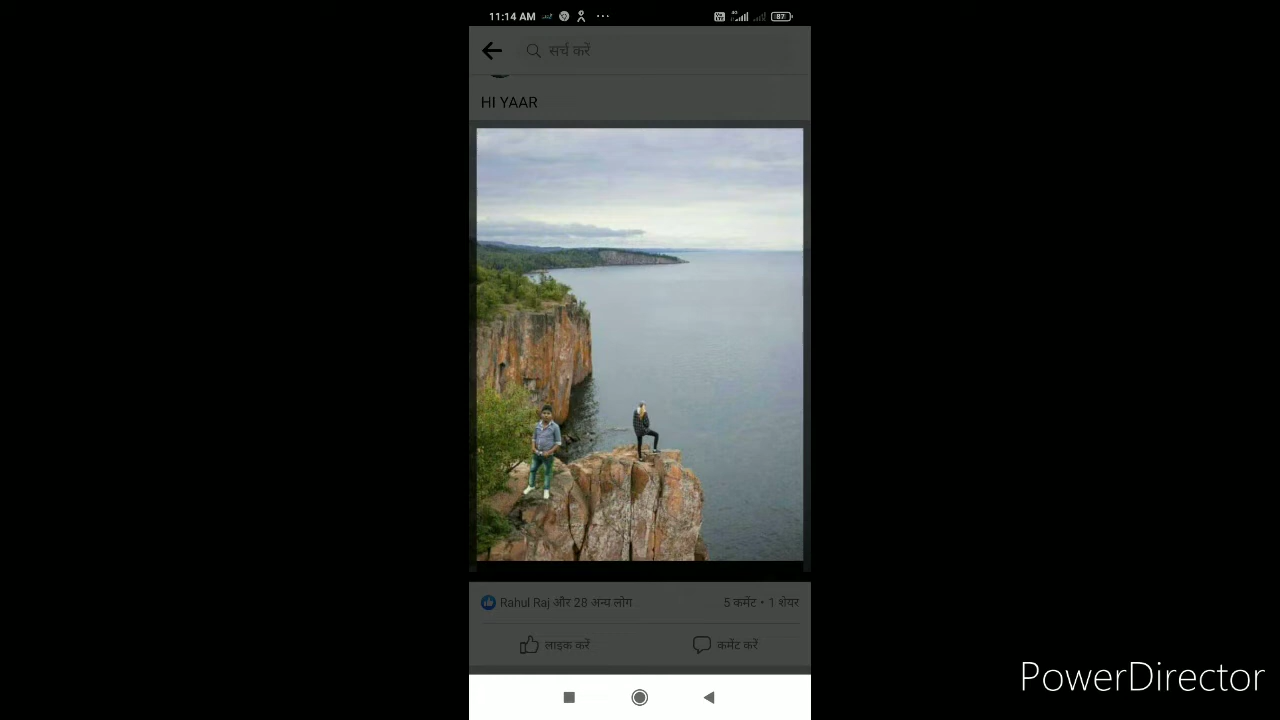 11:14 AM
87
सर्च करें
HI YAAR
Rahul Raj और 28 अन्य लोग
5 कमेंट • 1 शेयर
लाइक करें
कमेंट करें
PowerDirector